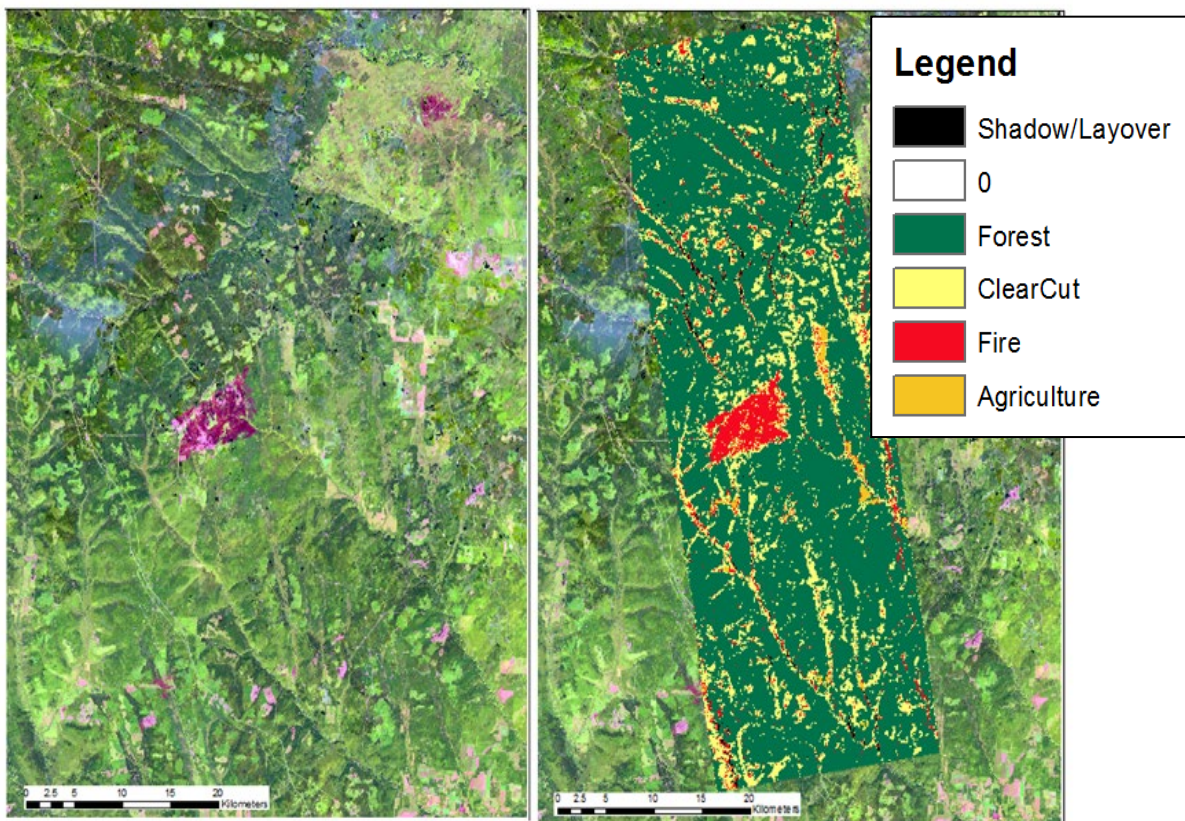 Legend
Shadow/Layover
0
Forest
ClearCut
Fire
Agriculture
0 2.5 5 10 15 20
Kilometers
0 2.5 5 10 15 20
Kilometers